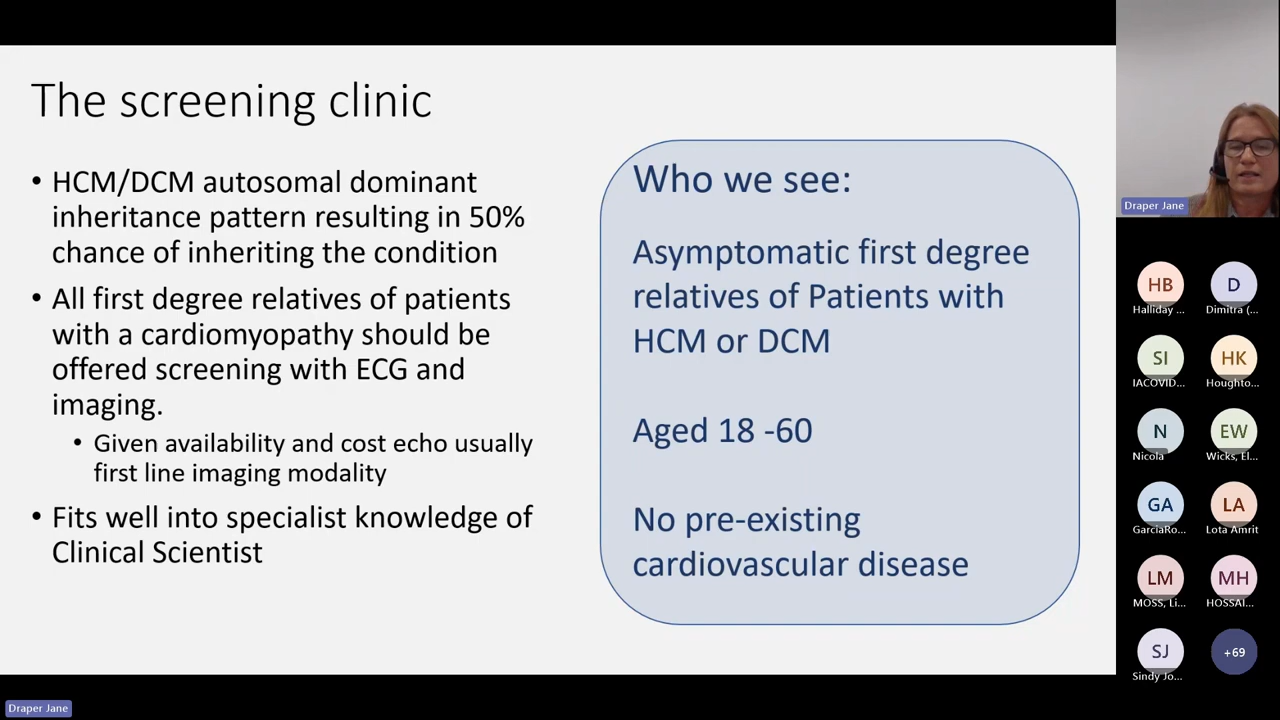 The screening clinic
• HCM/DCM autosomal dominant
inheritance pattern resulting in 50%
chance of inheriting the condition
• All first degree relatives of patients
with a cardiomyopathy should be
offered screening with ECG and
imaging.
• Given availability and cost echo usually
first line imaging modality
• Fits well into specialist knowledge of
Clinical Scientist
Who we see:
Asymptomatic first degree
relatives of Patients with
HCM or DCM
Aged 18 -60
No pre-existing
cardiovascular disease
Draper Jane
HB
Halliday ...
D
Dimitra (...
SI
IACOVID...
HK
Houghto...
N
Nicola
EW
Wicks, El...
GA
GarciaRo...
LA
Lota Amrit
LM
MOSS, Li...
MH
HOSSAI...
SJ
Sindy Jo...
+69
Draper Jane